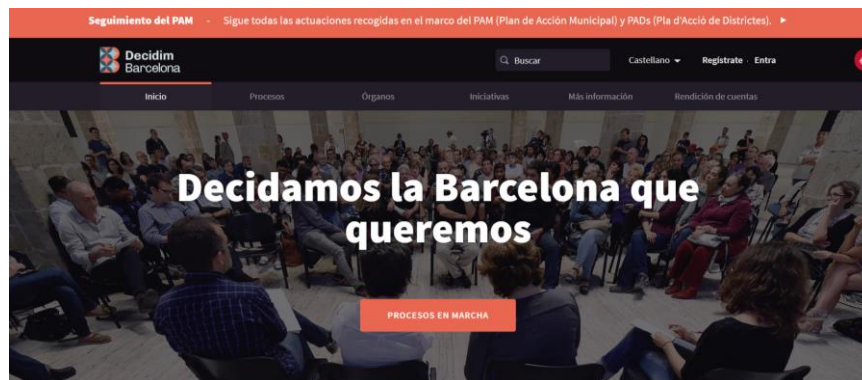 Seguimiento del PAM - Sigue todas las actuaciones recogidas en el marco del PAM (Plan de Acción Municipal) y PADs (Pla d'Acció de Districtes). ▶
Decidim
Barcelona
Buscar
Castellano
Regístrate · Entra
Inicio
Procesos
Órganos
Iniciativas
Más información
Rendición de cuentas
Decidamos la Barcelona que
queremos
PROCESOS EN MARCHA